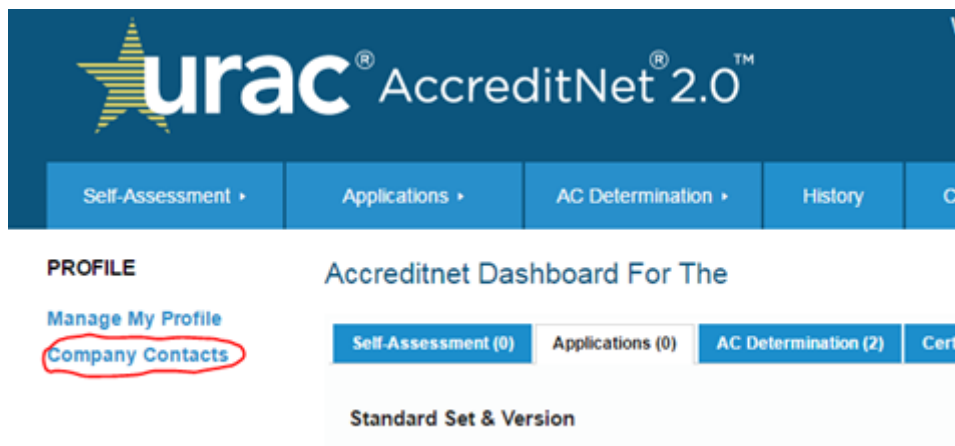 urac® AccreditNet® 2.0™
Self-Assessment
Applications
AC Determination
History
PROFILE
Manage My Profile
Company Contacts
Accreditnet Dashboard For The
Self-Assessment (0)
Applications (0)
AC Determination (2)
Cert
Standard Set & Version